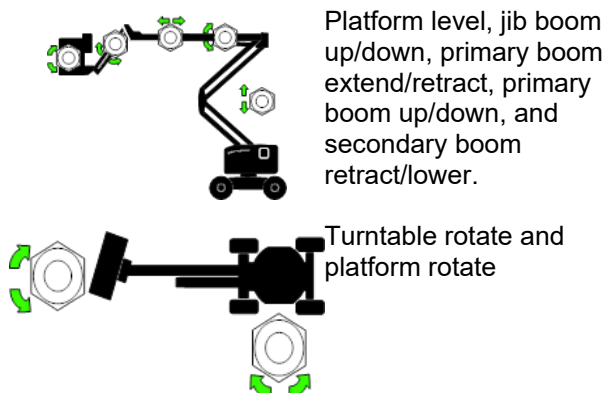 Platform level, jib boom
up/down, primary boom
extend/retract, primary
boom up/down, and
secondary boom
retract/lower.
Turntable rotate and
platform rotate